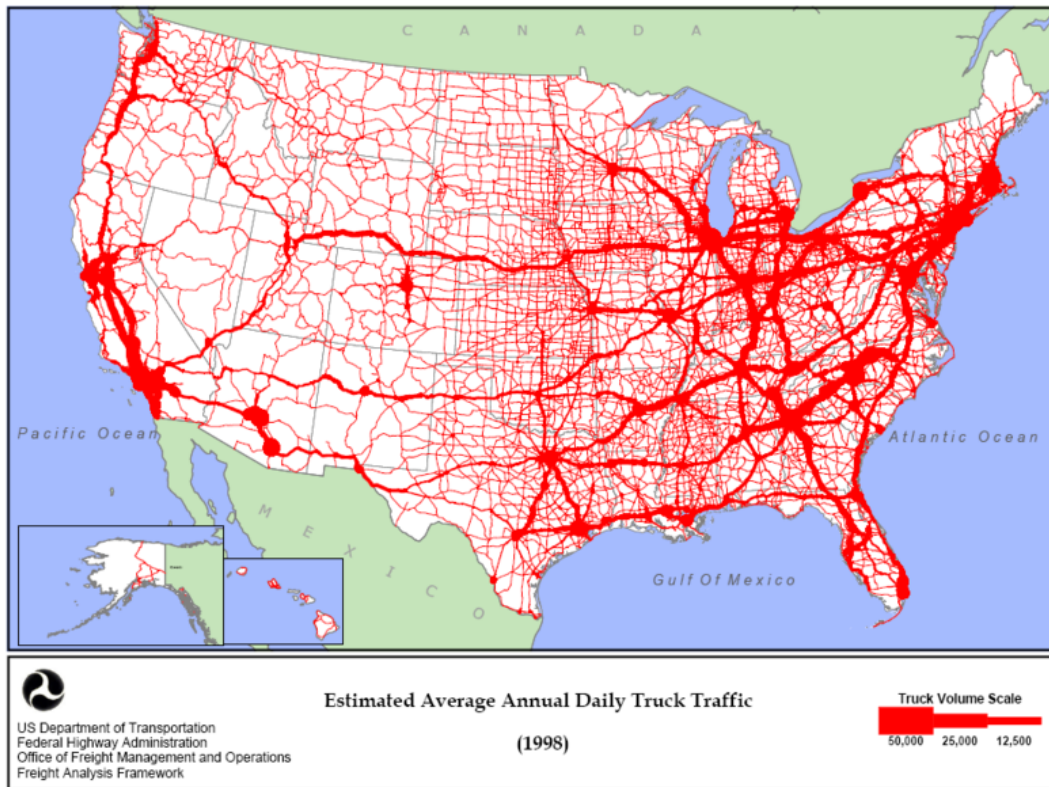 C A N A D A
Pacific Ocean
Atlantic Ocean
M E X I C O
Gulf Of Mexico
US Department of Transportation
Federal Highway Administration
Office of Freight Management and Operations
Freight Analysis Framework
Estimated Average Annual Daily Truck Traffic
(1998)
Truck Volume Scale
50,000 25,000 12,500